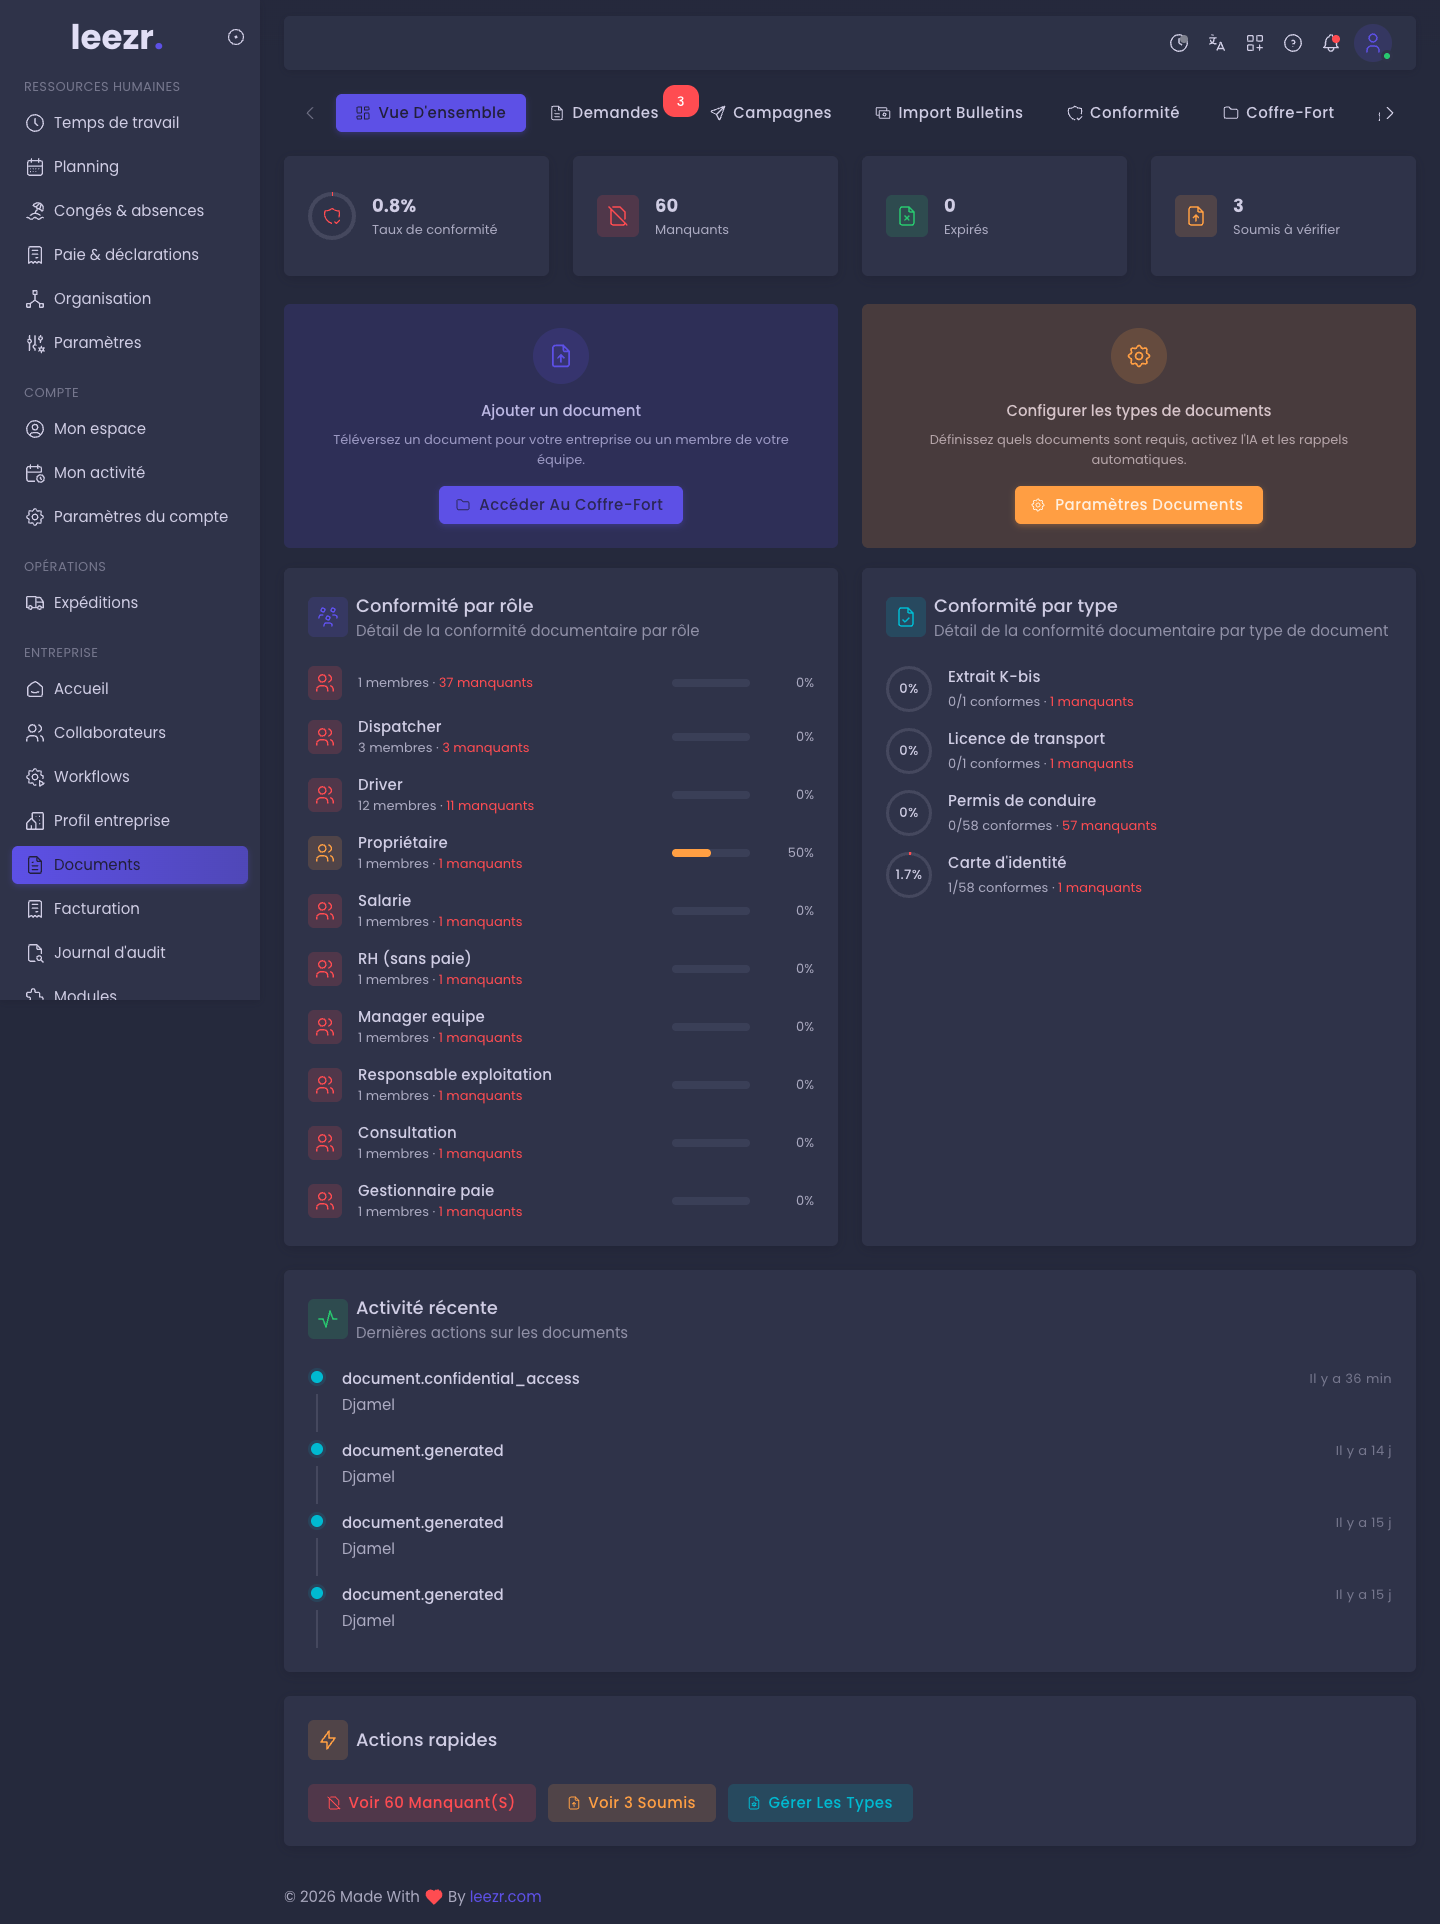 leezr.
RESSOURCES HUMAINES
Temps de travail
Planning
Congés & absences
Paie & déclarations
Organisation
Paramètres
COMPTE
Mon espace
Mon activité
Paramètres du compte
OPÉRATIONS
Expéditions
ENTREPRISE
Accueil
Collaborateurs
Workflows
Profil entreprise
Documents
Facturation
Journal d'audit
Modules
Vue D'ensemble
Demandes
3
Campagnes
Import Bulletins
Conformité
Coffre-Fort
0.8%
Taux de conformité
60
Manquants
0
Expirés
3
Soumis à vérifier
Ajouter un document
Téléversez un document pour votre entreprise ou un membre de votre
équipe.
Accéder Au Coffre-Fort
Configurer les types de documents
Définissez quels documents sont requis, activez l'IA et les rappels
automatiques.
Paramètres Documents
Conformité par rôle
Détail de la conformité documentaire par rôle
1 membres · 37 manquants 0%
Dispatcher
3 membres · 3 manquants 0%
Driver
12 membres · 11 manquants 0%
Propriétaire
1 membres · 1 manquants 50%
Salarie
1 membres · 1 manquants 0%
RH (sans paie)
1 membres · 1 manquants 0%
Manager equipe
1 membres · 1 manquants 0%
Responsable exploitation
1 membres · 1 manquants 0%
Consultation
1 membres · 1 manquants 0%
Gestionnaire paie
1 membres · 1 manquants 0%
Conformité par type
Détail de la conformité documentaire par type de document
0%
Extrait K-bis
0/1 conformes · 1 manquants
0%
Licence de transport
0/1 conformes · 1 manquants
0%
Permis de conduire
0/58 conformes · 57 manquants
1.7%
Carte d'identité
1/58 conformes · 1 manquants
Activité récente
Dernières actions sur les documents
document.confidential_access Il y a 36 min
Djamel
document.generated Il y a 14 j
Djamel
document.generated Il y a 15 j
Djamel
document.generated Il y a 15 j
Djamel
Actions rapides
Voir 60 Manquant(S)
Voir 3 Soumis
Gérer Les Types
© 2026 Made With By leezr.com